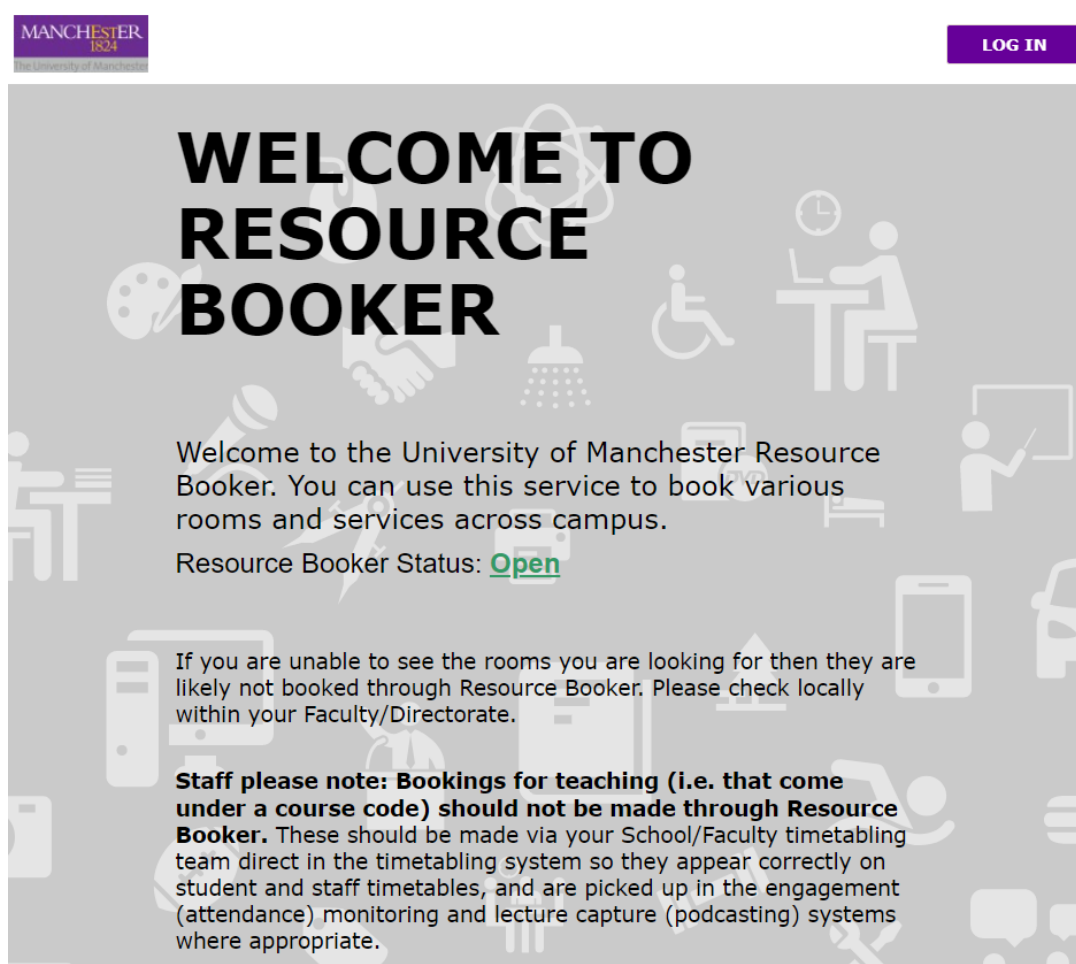 MANCHESTER
1824
The University of Manchester
LOG IN
WELCOME TO
RESOURCE
BOOKER
Welcome to the University of Manchester Resource
Booker. You can use this service to book various
rooms and services across campus.
Resource Booker Status: Open
If you are unable to see the rooms you are looking for then they are
likely not booked through Resource Booker. Please check locally
within your Faculty/Directorate.
Staff please note: Bookings for teaching (i.e. that come
under a course code) should not be made through Resource
Booker. These should be made via your School/Faculty timetabling
team direct in the timetabling system so they appear correctly on
student and staff timetables, and are picked up in the engagement
(attendance) monitoring and lecture capture (podcasting) systems
where appropriate.
DVD